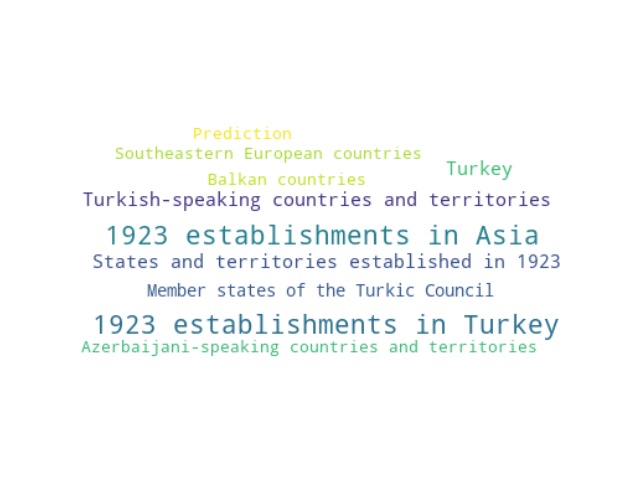 Prediction
Southeastern European countries
Turkey
Balkan countries
Turkish-speaking countries and territories
1923 establishments in Asia
States and territories established in 1923
Member states of the Turkic Council
1923 establishments in Turkey
Azerbaijani-speaking countries and territories